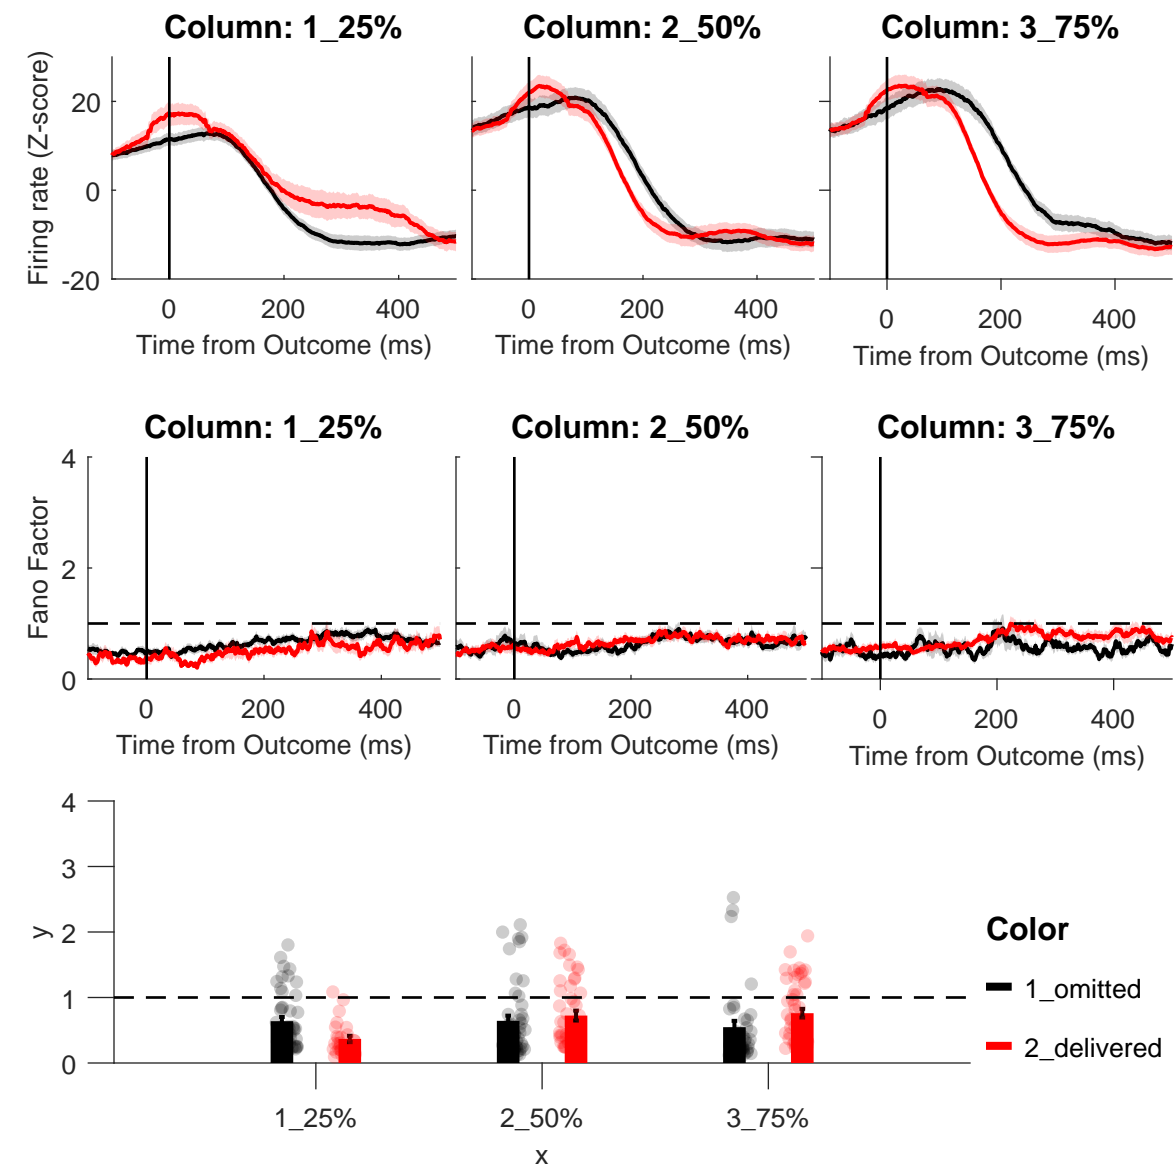 Column: 1_25%
Column: 2_50%
Column: 3_75%
Firing rate (Z-score)
20
0
-20
0
200
400
0
200
400
0
200
400
Time from Outcome (ms)
Time from Outcome (ms)
Time from Outcome (ms)
Column: 1_25%
Column: 2_50%
Column: 3_75%
Fano Factor
4
2
0
0
200
400
0
200
400
0
200
400
Time from Outcome (ms)
Time from Outcome (ms)
Time from Outcome (ms)
y
4
3
2
1
0
1_25%
2_50%
3_75%
x
Color
1_omitted
2_delivered